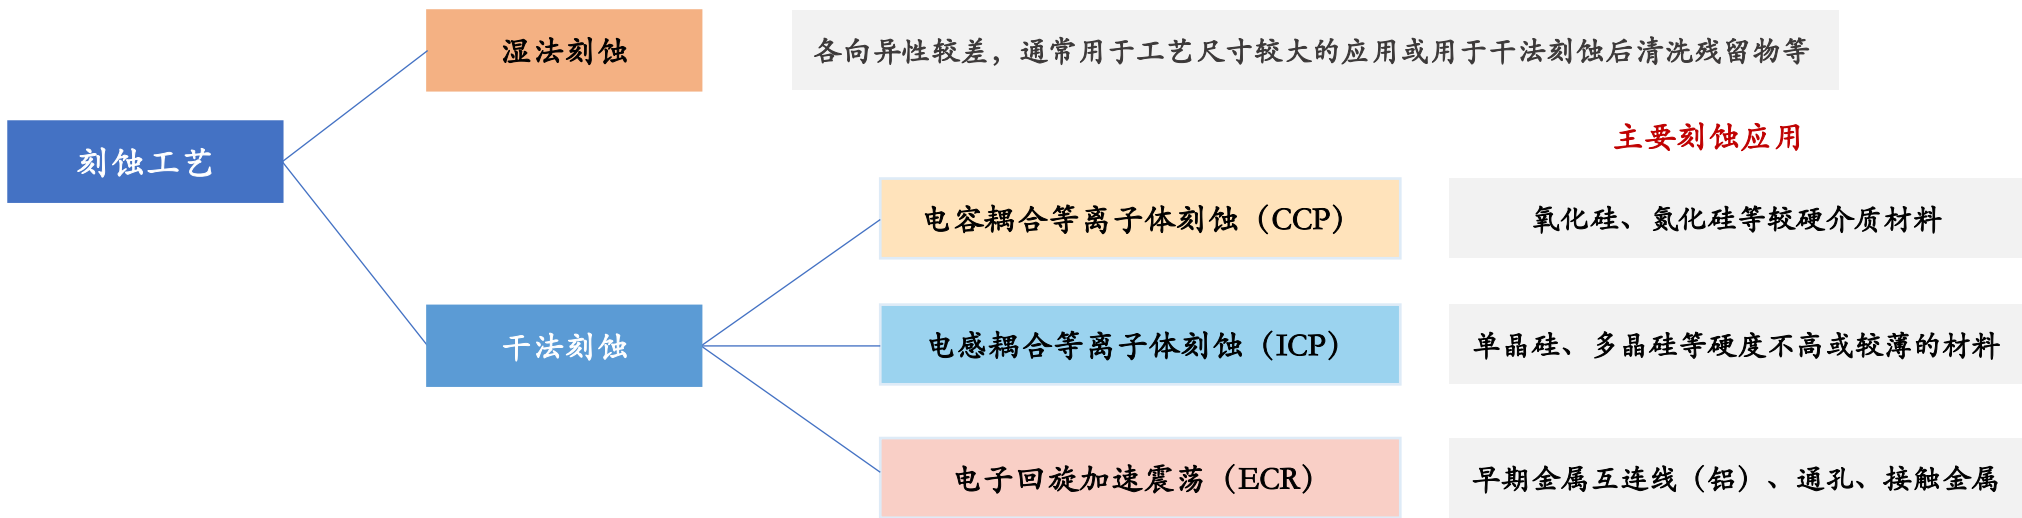 湿法刻蚀
各向异性较差，通常用于工艺尺寸较大的应用或用于干法刻蚀后清洗残留物等
刻蚀工艺
主要刻蚀应用
电容耦合等离子体刻蚀（CCP）
氧化硅、氮化硅等较硬介质材料
干法刻蚀
电感耦合等离子体刻蚀（ICP）
单晶硅、多晶硅等硬度不高或较薄的材料
电子回旋加速震荡（ECR）
早期金属互连线（铝）、通孔、接触金属